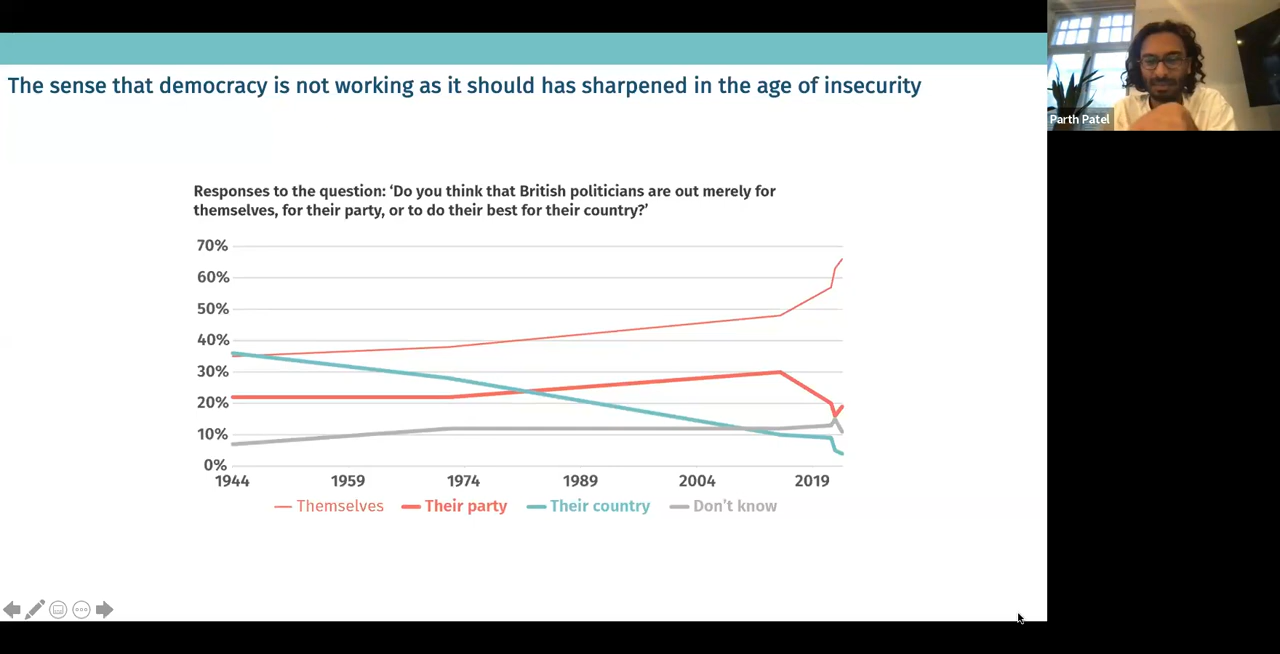 The sense that democracy is not working as it should has sharpened in the age of insecurity
Parth Patel
Responses to the question: ‘Do you think that British politicians are out merely for
themselves, for their party, or to do their best for their country?’
70%
60%
50%
40%
30%
20%
10%
0%
1944 1959 1974 1989 2004 2019
Themselves Their party Their country Don’t know